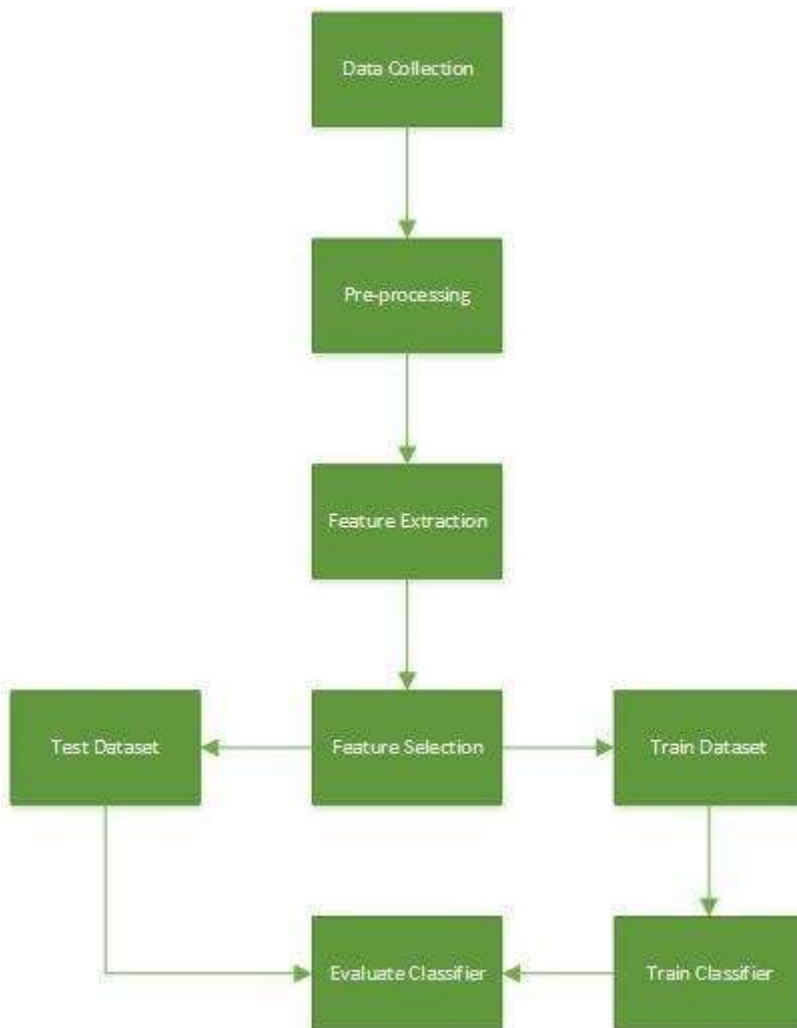 Data Collection
Pre-processing
Feature Extraction
Test Dataset
Feature Selection
Train Dataset
Evaluate Classifier
Train Classifier